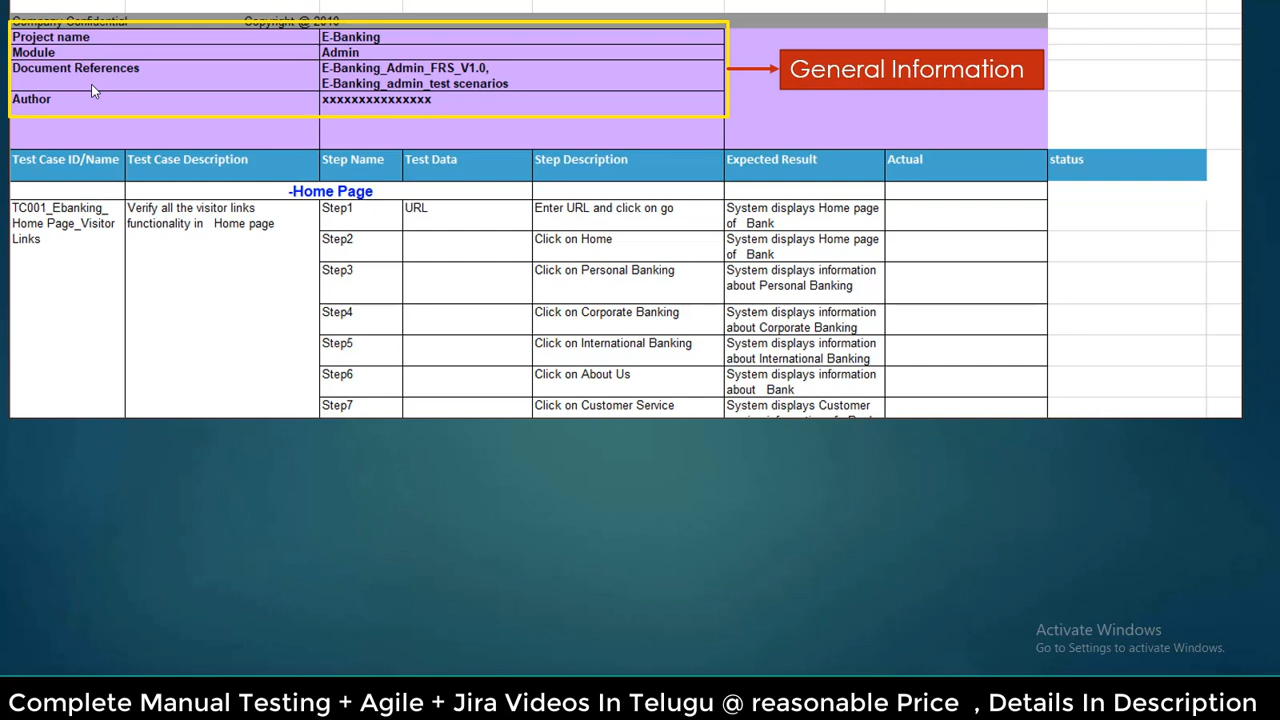 Company Confidential Copyright @ 2010
Project name E-Banking
Module Admin
Document References E-Banking_Admin_FRS_V1.0,
E-Banking_admin_test scenarios
Author xxxxxxxxxxxxxxx
General Information
Test Case ID/Name Test Case Description Step Name Test Data Step Description Expected Result Actual status
-Home Page
TC001_Ebanking_ Verify all the visitor links Step1 URL Enter URL and click on go System displays Home page
Home Page_Visitor functionality in Home page of Bank
Links Step2 Click on Home System displays Home page
of Bank
Step3 Click on Personal Banking System displays information
about Personal Banking
Step4 Click on Corporate Banking System displays information
about Corporate Banking
Step5 Click on International Banking System displays information
about International Banking
Step6 Click on About Us System displays information
about Bank
Step7 Click on Customer Service System displays Customer
Activate Windows
Go to Settings to activate Windows.
Complete Manual Testing + Agile + Jira Videos In Telugu @ reasonable Price , Details In Description